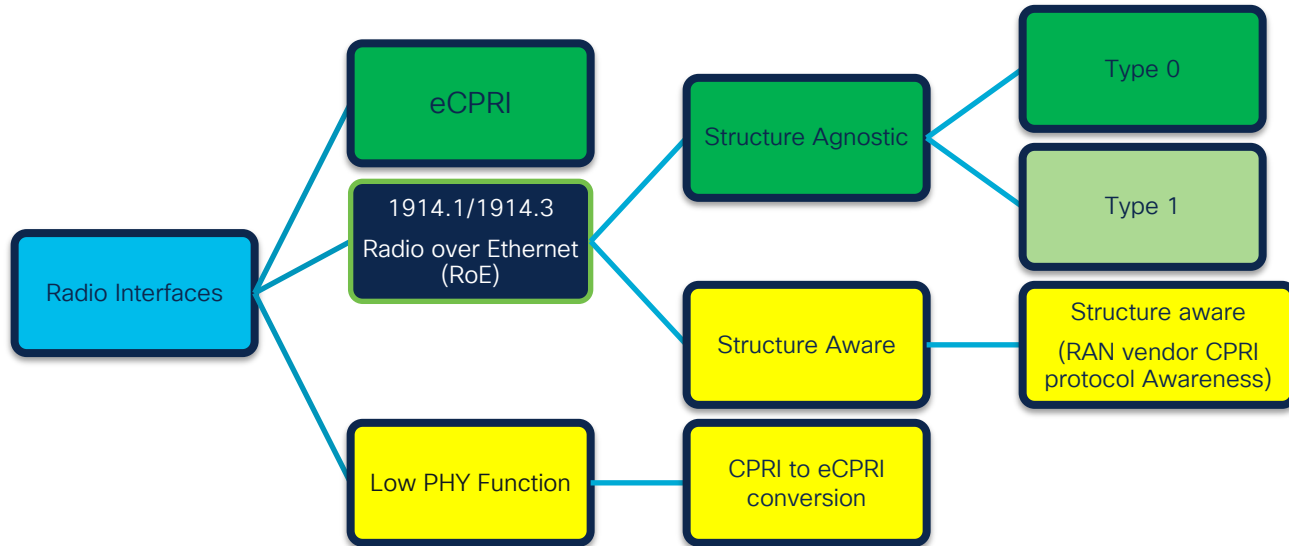 Radio Interfaces
eCPRI
1914.1/1914.3
Radio over Ethernet
(RoE)
Low PHY Function
Structure Agnostic
Structure Aware
CPRI to eCPRI
conversion
Type 0
Type 1
Structure aware
(RAN vendor CPRI
protocol Awareness)